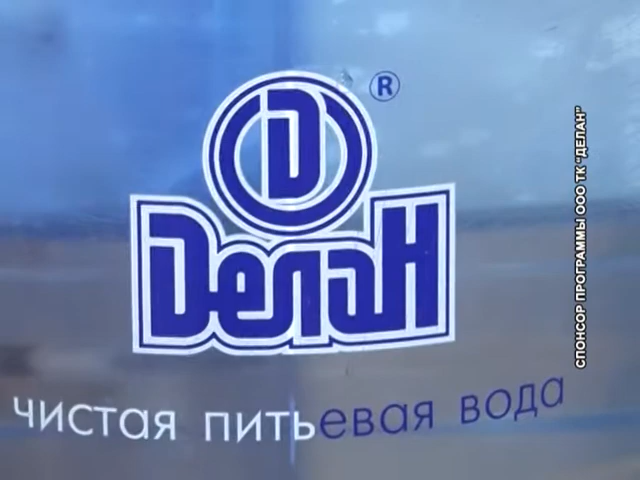 D
®
Делан
чистая питьевая вода
СПОНСОР ПРОГРАММЫ ООО ТК "ДЕЛАН"